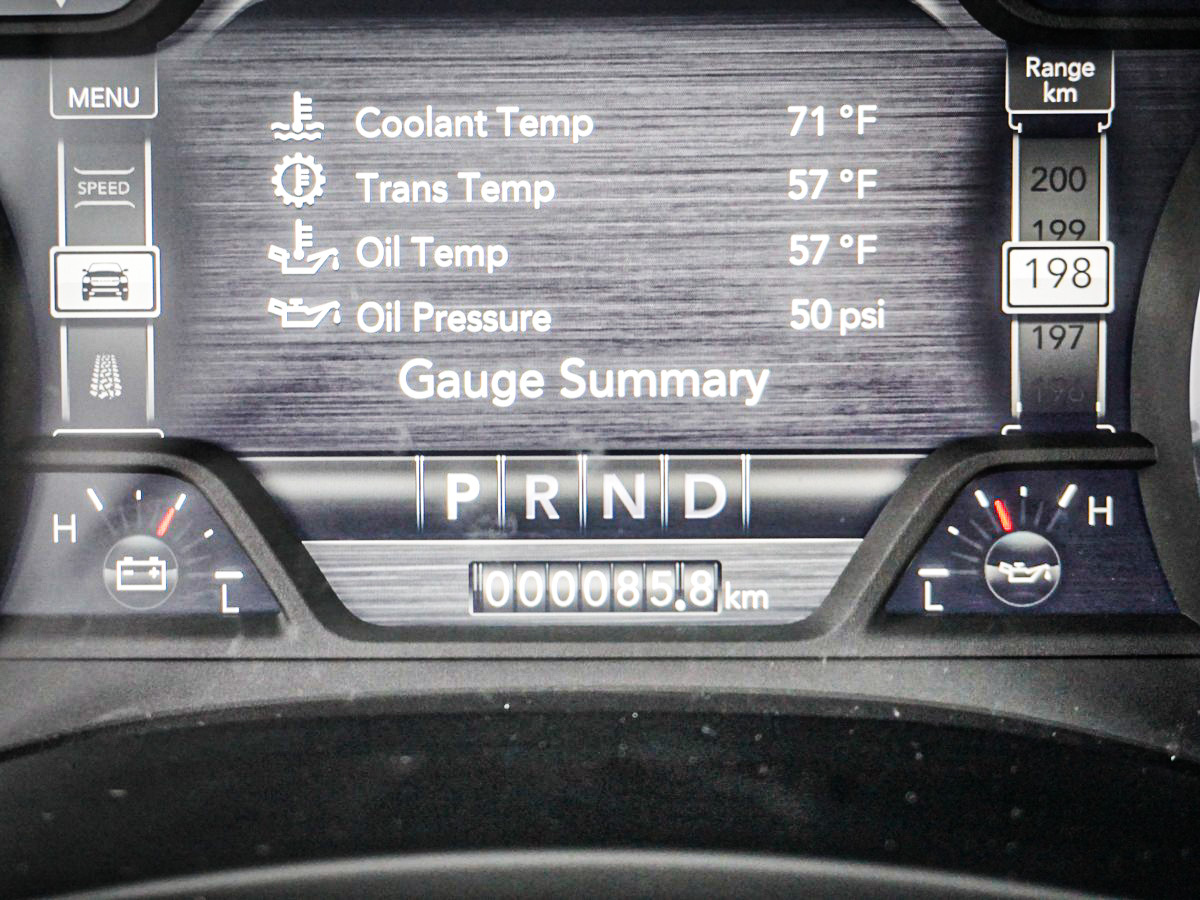 MENU
SPEED
Coolant Temp 71 °F
Trans Temp 57 °F
Oil Temp 57 °F
Oil Pressure 50 psi
Gauge Summary
Range
km
200
199
198
197
196
P R N D
H
L
000085.8 km
L
H